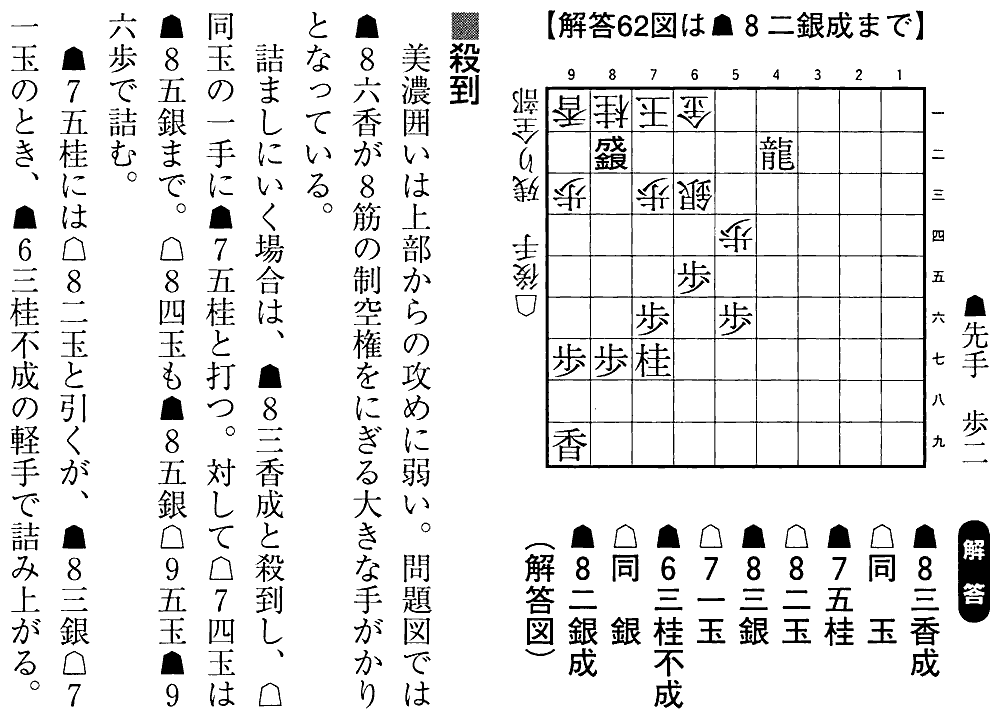 【解答62図は☗８二銀成まで】
９ ８ ７ ６ ５ ４ ３ ２ １
香 桂 王 金 一
全 龍 二
歩 歩 銀 三
歩 四
歩 五
歩 歩 六
歩 歩 桂 七
八
香 九
☗先手 歩二
☖後手 残り全部
解答
☗８三香成
☖同 玉
☗７五桂
☖８二玉
☗８三銀
☖７一玉
☗６三桂不成
☖同 銀
☗８二銀成
（解答図）
■殺到
美濃囲いは上部からの攻めに弱い。問題図では
☗８六香が８筋の制空権をにぎる大きな手がかり
となっている。
詰ましにいく場合は、☗８三香成と殺到し、☖
同玉の一手に☗７五桂と打つ。対して☖７四玉は
☗８五銀まで。☖８四玉も☗８五銀☖９五玉☗９
六歩で詰む。
☗７五桂には☖８二玉と引くが、☗８三銀☖７
一玉のとき、☗６三桂不成の軽手で詰み上がる。